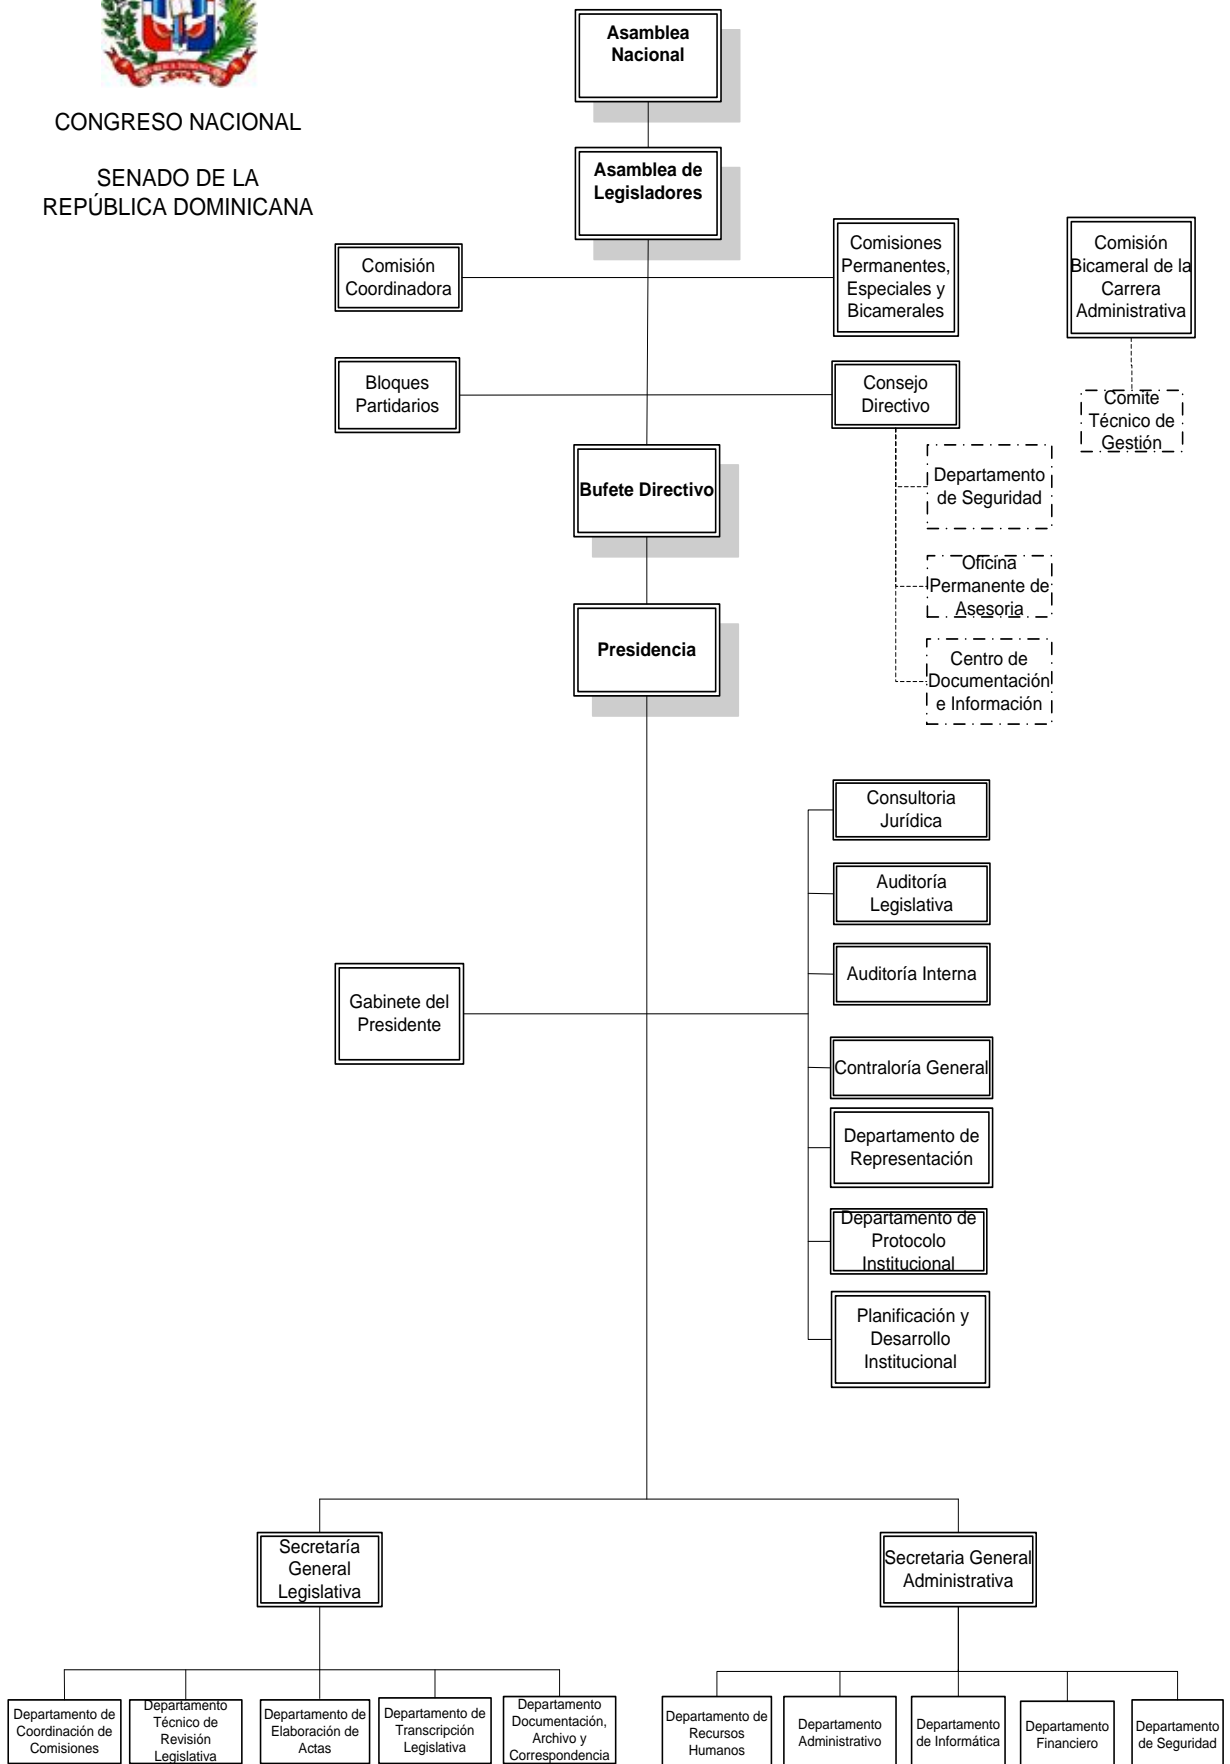 REPÚBLICA DOMINICANA
CONGRESO NACIONAL
SENADO DE LA
REPÚBLICA DOMINICANA
Asamblea
Nacional
Asamblea de
Legisladores
Comisión
Coordinadora
Comisiones
Permanentes,
Especiales y
Bicamerales
Comisión
Bicameral de la
Carrera
Administrativa
Bloques
Partidarios
Consejo
Directivo
Comite
Técnico de
Gestión
Bufete Directivo
Departamento
de Seguridad
Oficina
Permanente de
Asesoria
Presidencia
Centro de
Documentación
e Información
Consultoria
Jurídica
Auditoría
Legislativa
Auditoría Interna
Gabinete del
Presidente
Contraloría General
Departamento de
Representación
Departamento de
Protocolo
Institucional
Planificación y
Desarrollo
Institucional
Secretaría
General
Legislativa
Secretaria General
Administrativa
Departamento de
Coordinación de
Comisiones
Departamento
Técnico de
Revisión
Legislativa
Departamento de
Elaboración de
Actas
Departamento de
Transcripción
Legislativa
Departamento
Documentación,
Archivo y
Correspondencia
Departamento de
Recursos
Humanos
Departamento
Administrativo
Departamento
de Informática
Departamento
Financiero
Departamento
de Seguridad